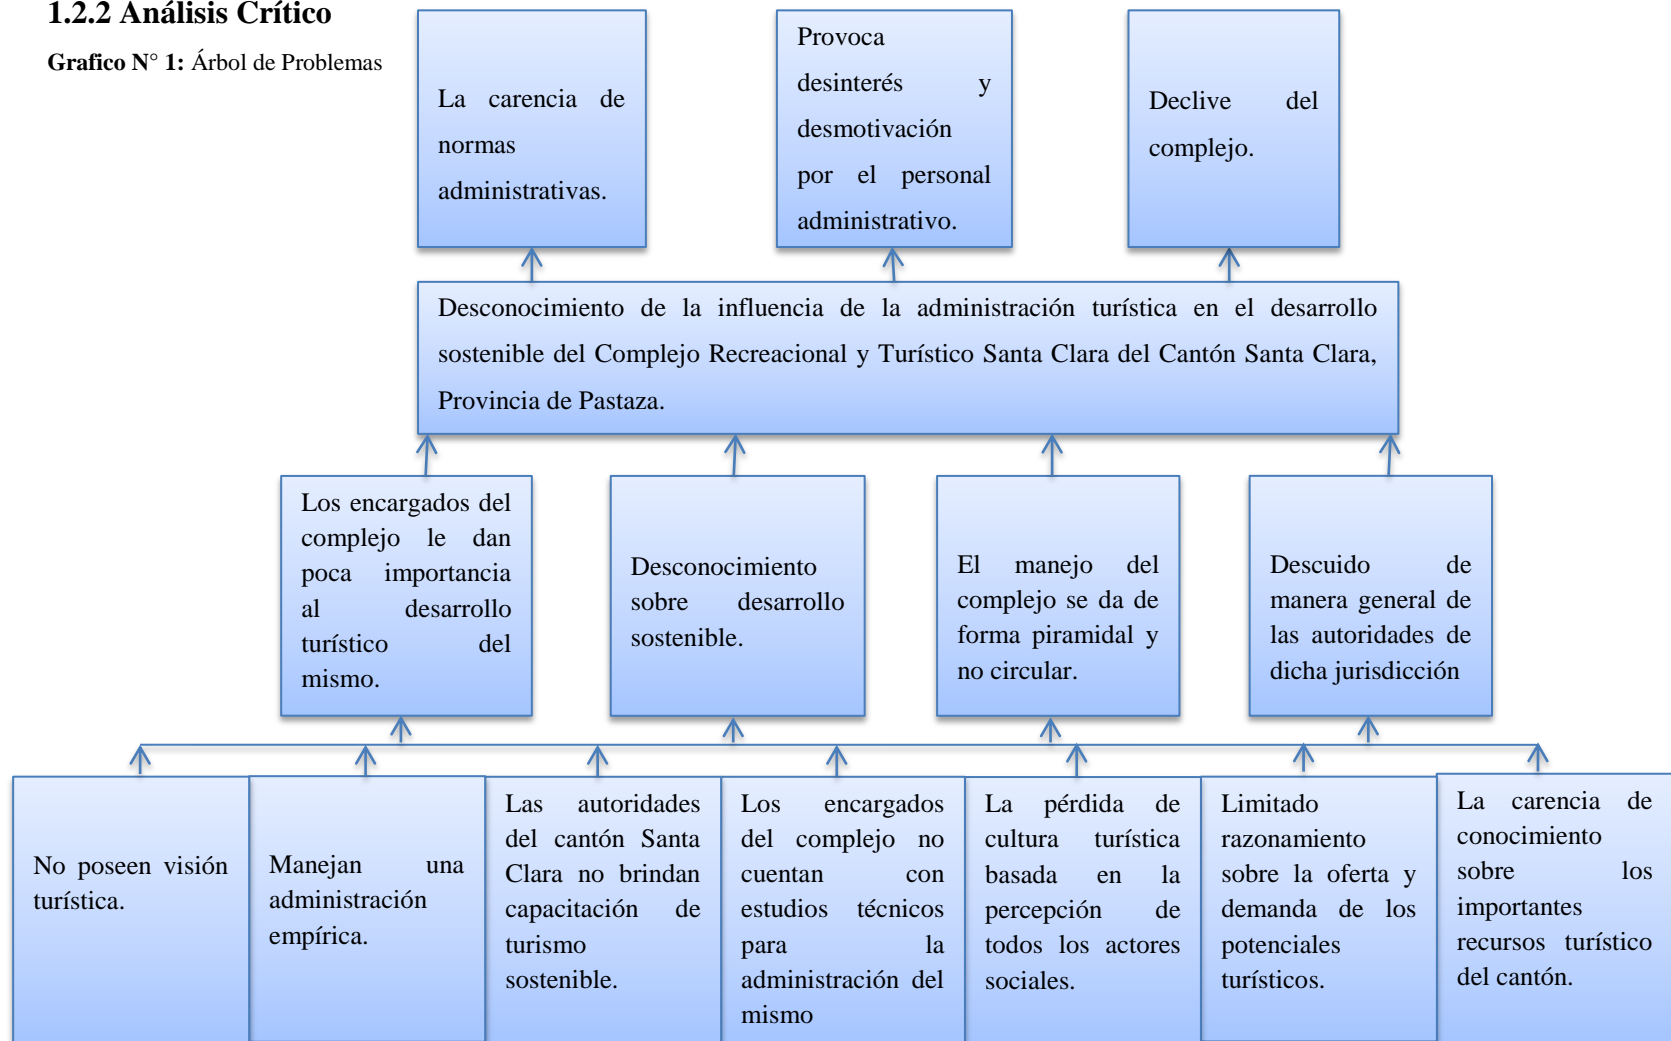 1.2.2 Análisis Crítico
Grafico N° 1: Árbol de Problemas
La carencia de
normas
administrativas.
Provoca
desinterés y
desmotivación
por el personal
administrativo.
Declive del
complejo.
Desconocimiento de la influencia de la administración turística en el desarrollo
sostenible del Complejo Recreacional y Turístico Santa Clara del Cantón Santa Clara,
Provincia de Pastaza.
Los encargados del
complejo le dan
poca importancia
al desarrollo
turístico del
mismo.
Desconocimiento
sobre desarrollo
sostenible.
El manejo del
complejo se da de
forma piramidal y
no circular.
Descuido de
manera general de
las autoridades de
dicha jurisdicción
No poseen visión
turística.
Manejan una
administración
empírica.
Las autoridades
del cantón Santa
Clara no brindan
capacitación de
turismo
sostenible.
Los encargados
del complejo no
cuentan con
estudios técnicos
para la
administración del
mismo
La pérdida de
cultura turística
basada en la
percepción de
todos los actores
sociales.
Limitado
razonamiento
sobre la oferta y
demanda de los
potenciales
turísticos.
La carencia de
conocimiento
sobre los
importantes
recursos turístico
del cantón.